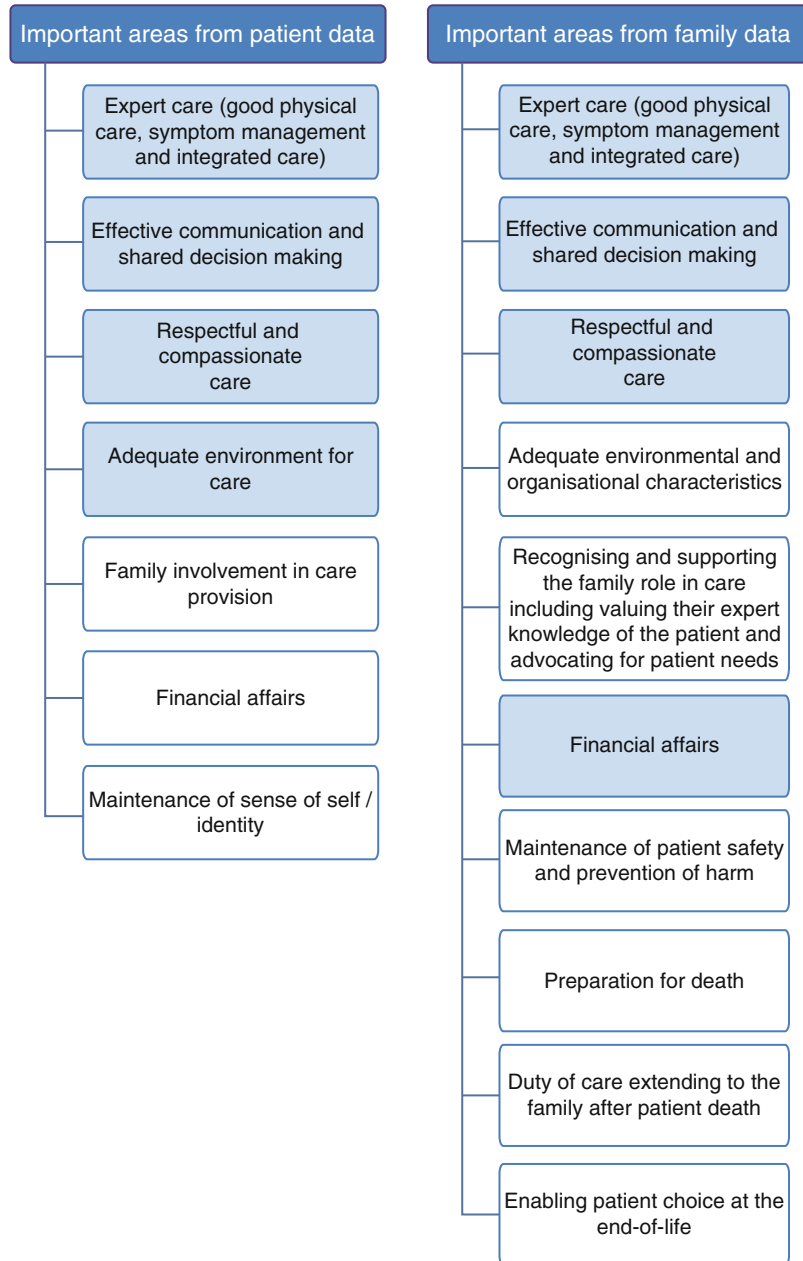 Important areas from patient data
Expert care (good physical
care, symptom management
and integrated care)
Effective communication and
shared decision making
Respectful and
compassionate
care
Adequate environment for
care
Family involvement in care
provision
Financial affairs
Maintenance of sense of self /
identity
Important areas from family data
Expert care (good physical
care, symptom management
and integrated care)
Effective communication and
shared decision making
Respectful and
compassionate
care
Adequate environmental and
organisational characteristics
Recognising and supporting
the family role in care
including valuing their expert
knowledge of the patient and
advocating for patient needs
Financial affairs
Maintenance of patient safety
and prevention of harm
Preparation for death
Duty of care extending to the
family after patient death
Enabling patient choice at the
end-of-life